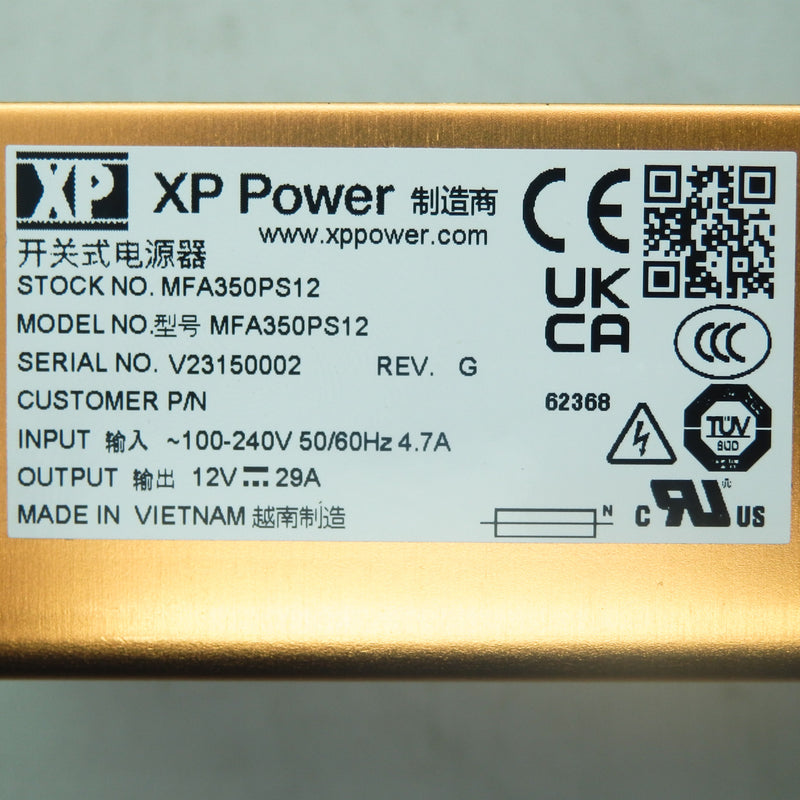 XP XP Power 制造商
www.xppower.com
开关式电源器
STOCK NO. MFA350PS12
MODEL NO.型号 MFA350PS12
SERIAL NO. V23150002 REV. G
CUSTOMER P/N
INPUT 输入 ~100-240V 50/60Hz 4.7A
OUTPUT 输出 12V⎓29A
MADE IN VIETNAM 越南制造
CE
UK
CA
CCC
62368
TÜV
SÜD
N
C RU US